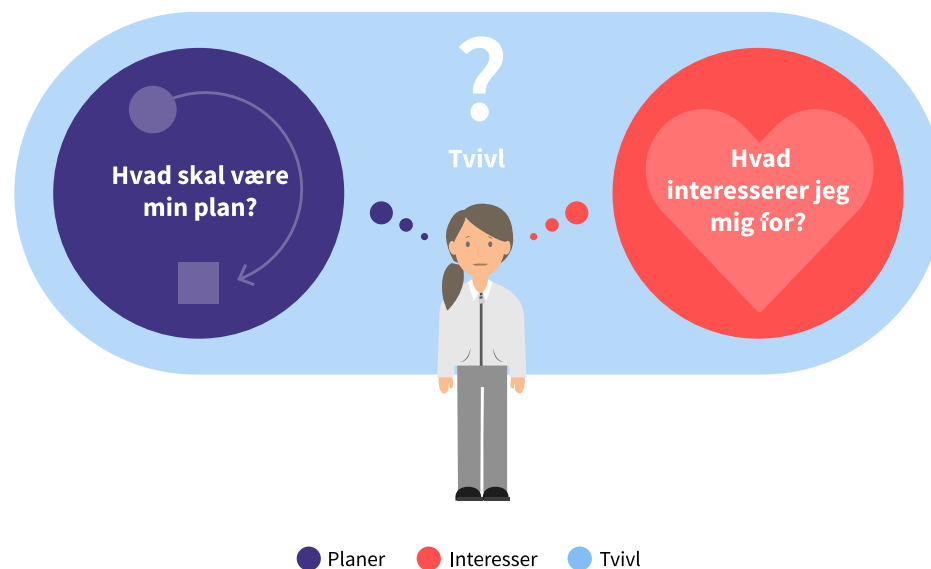 ?
Tvivl
Hvad skal være
min plan?
Hvad
interesserer jeg
mig for?
Planer
Interesser
Tvivl